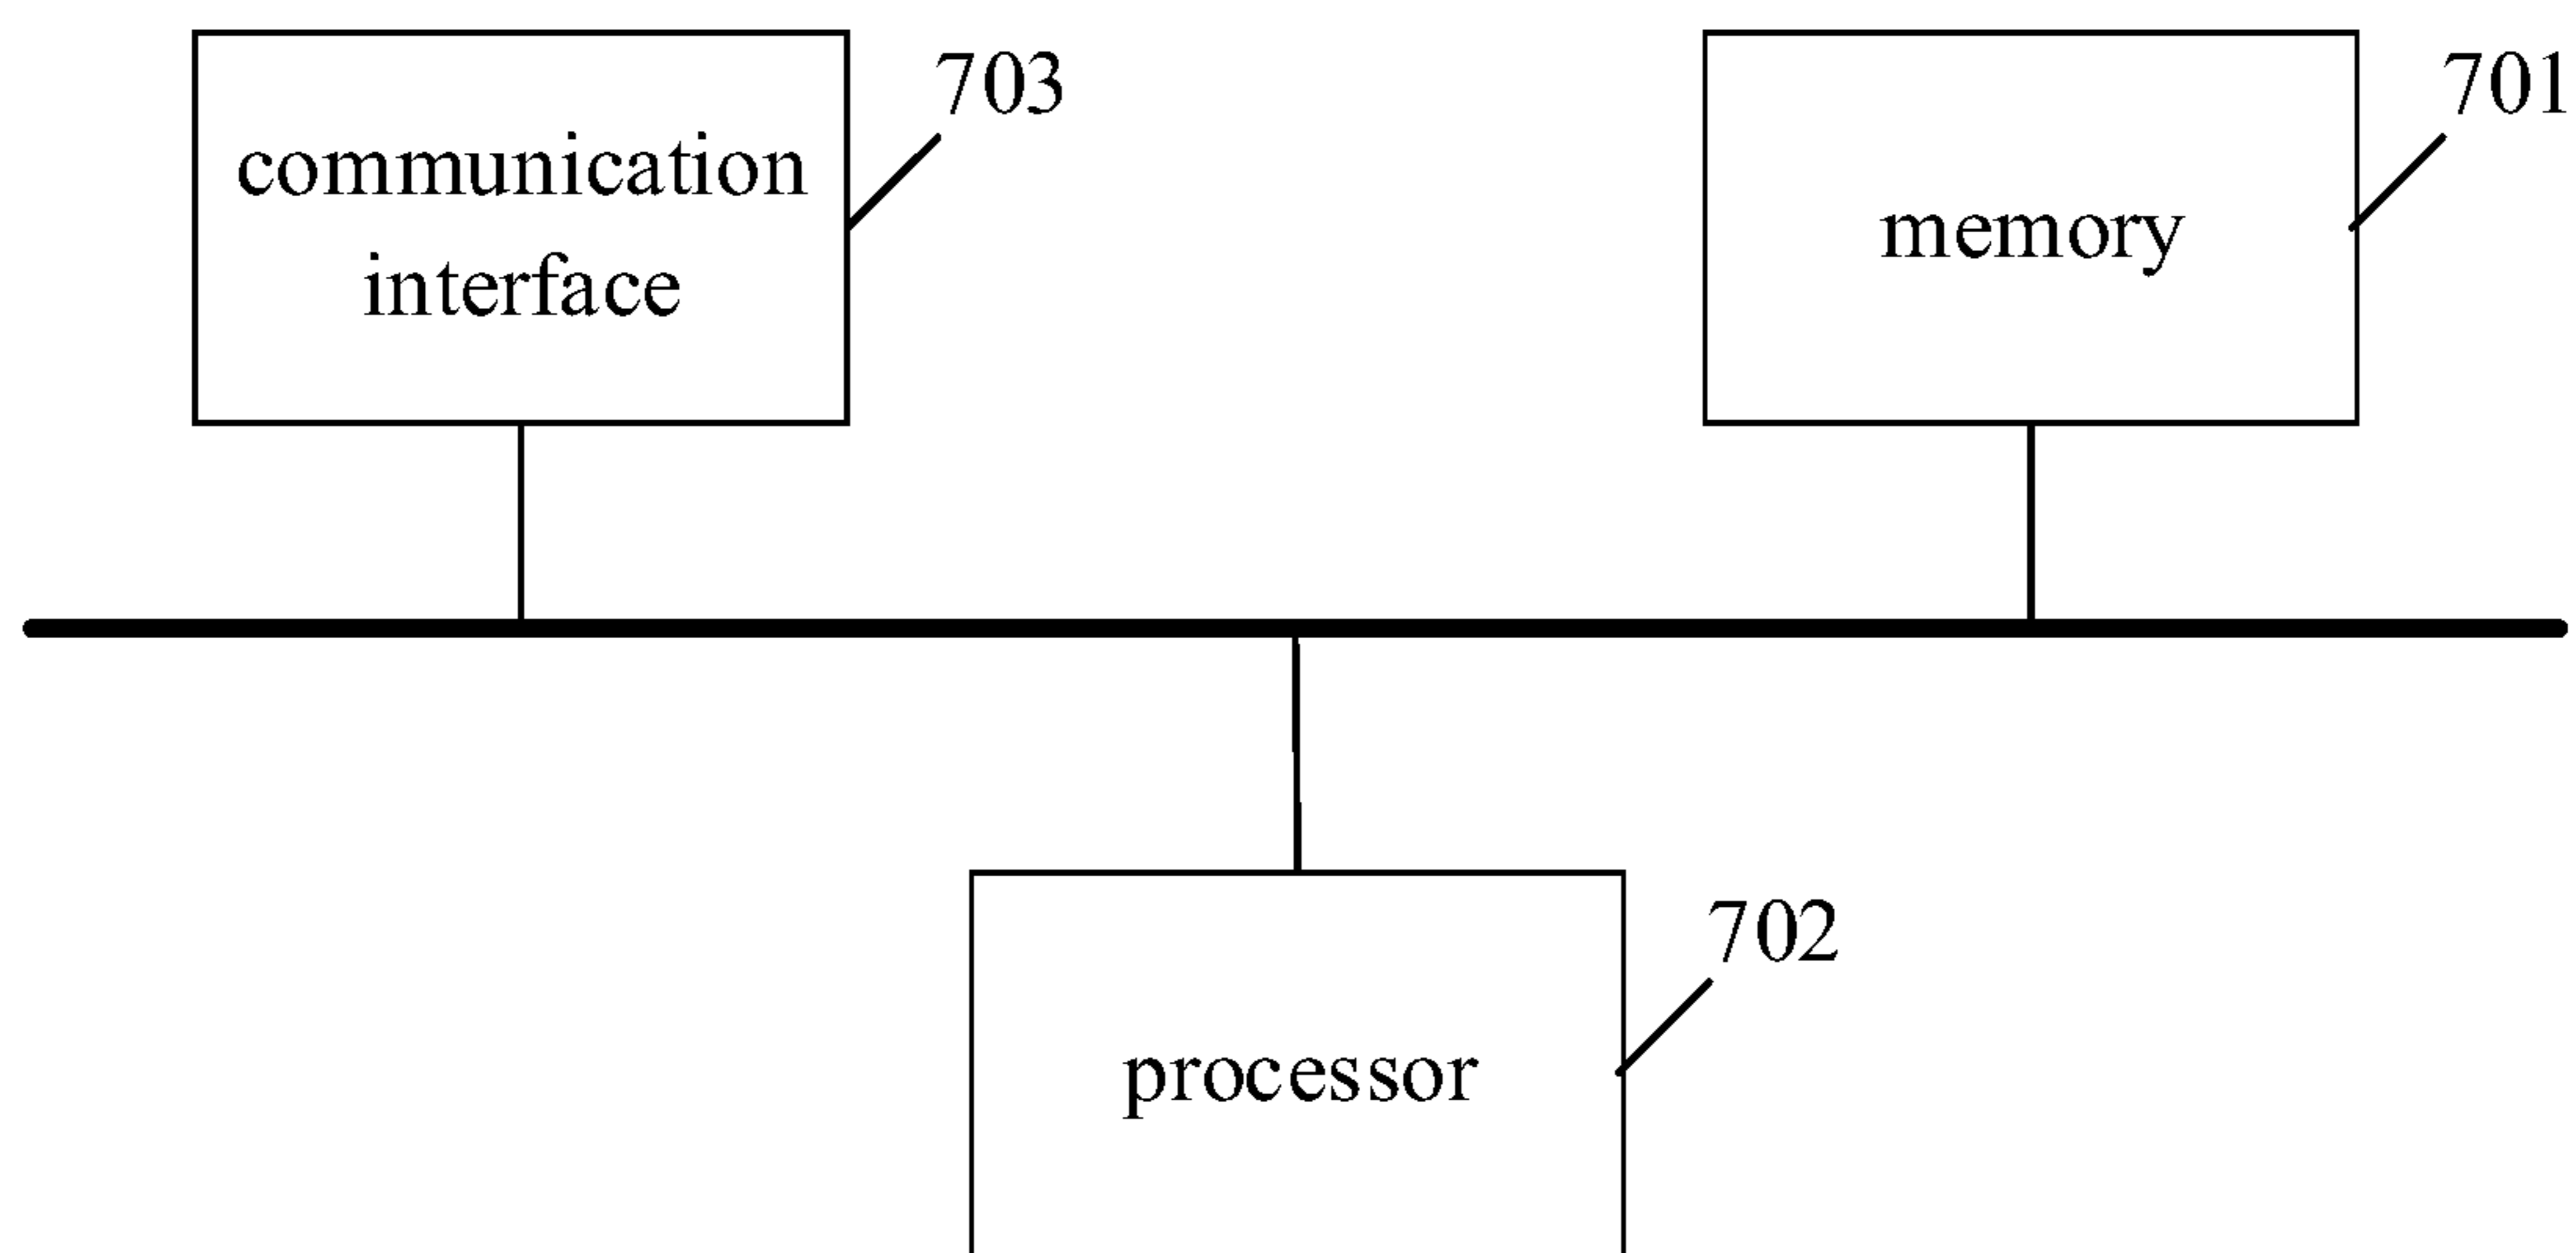 703
communication
interface
701
memory
702
processor